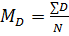 M_D = ∑D / N